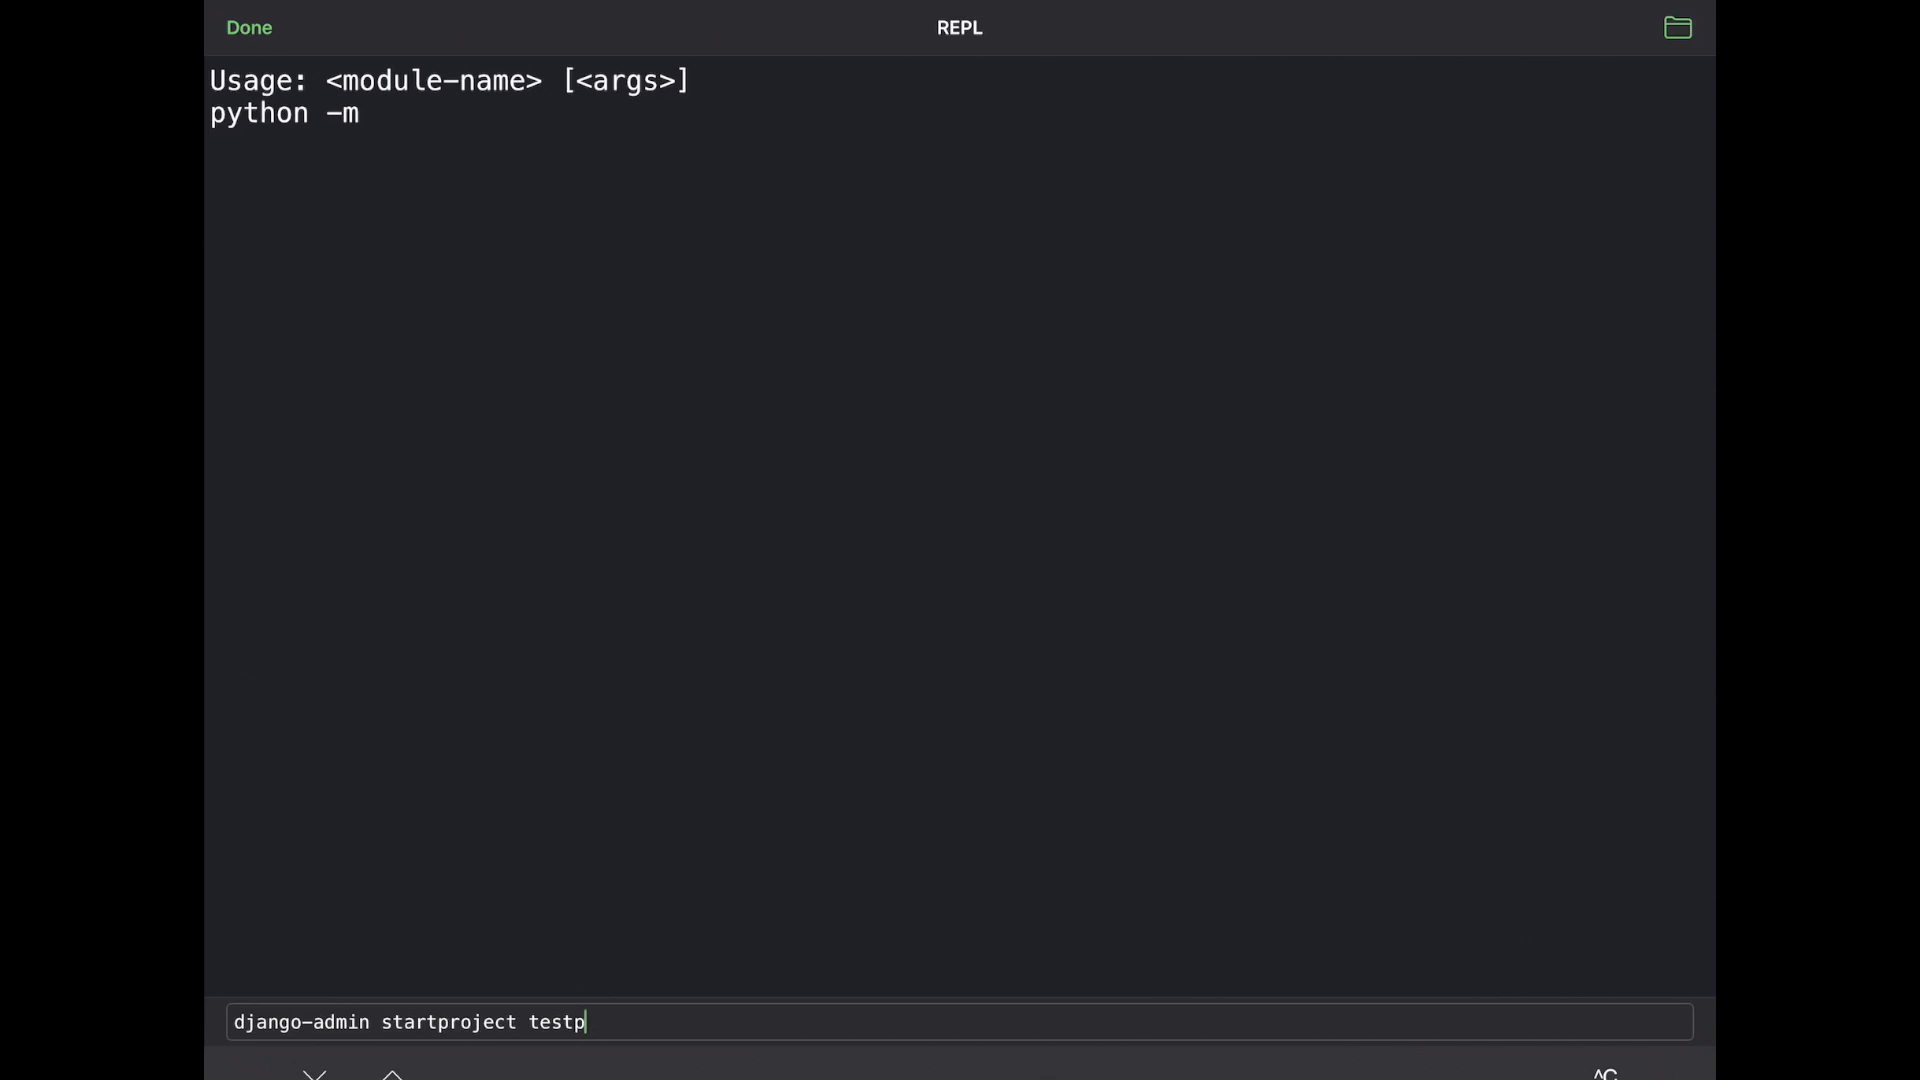 Done
REPL
Usage: <module-name> [<args>]
python -m
django-admin startproject testp
^C